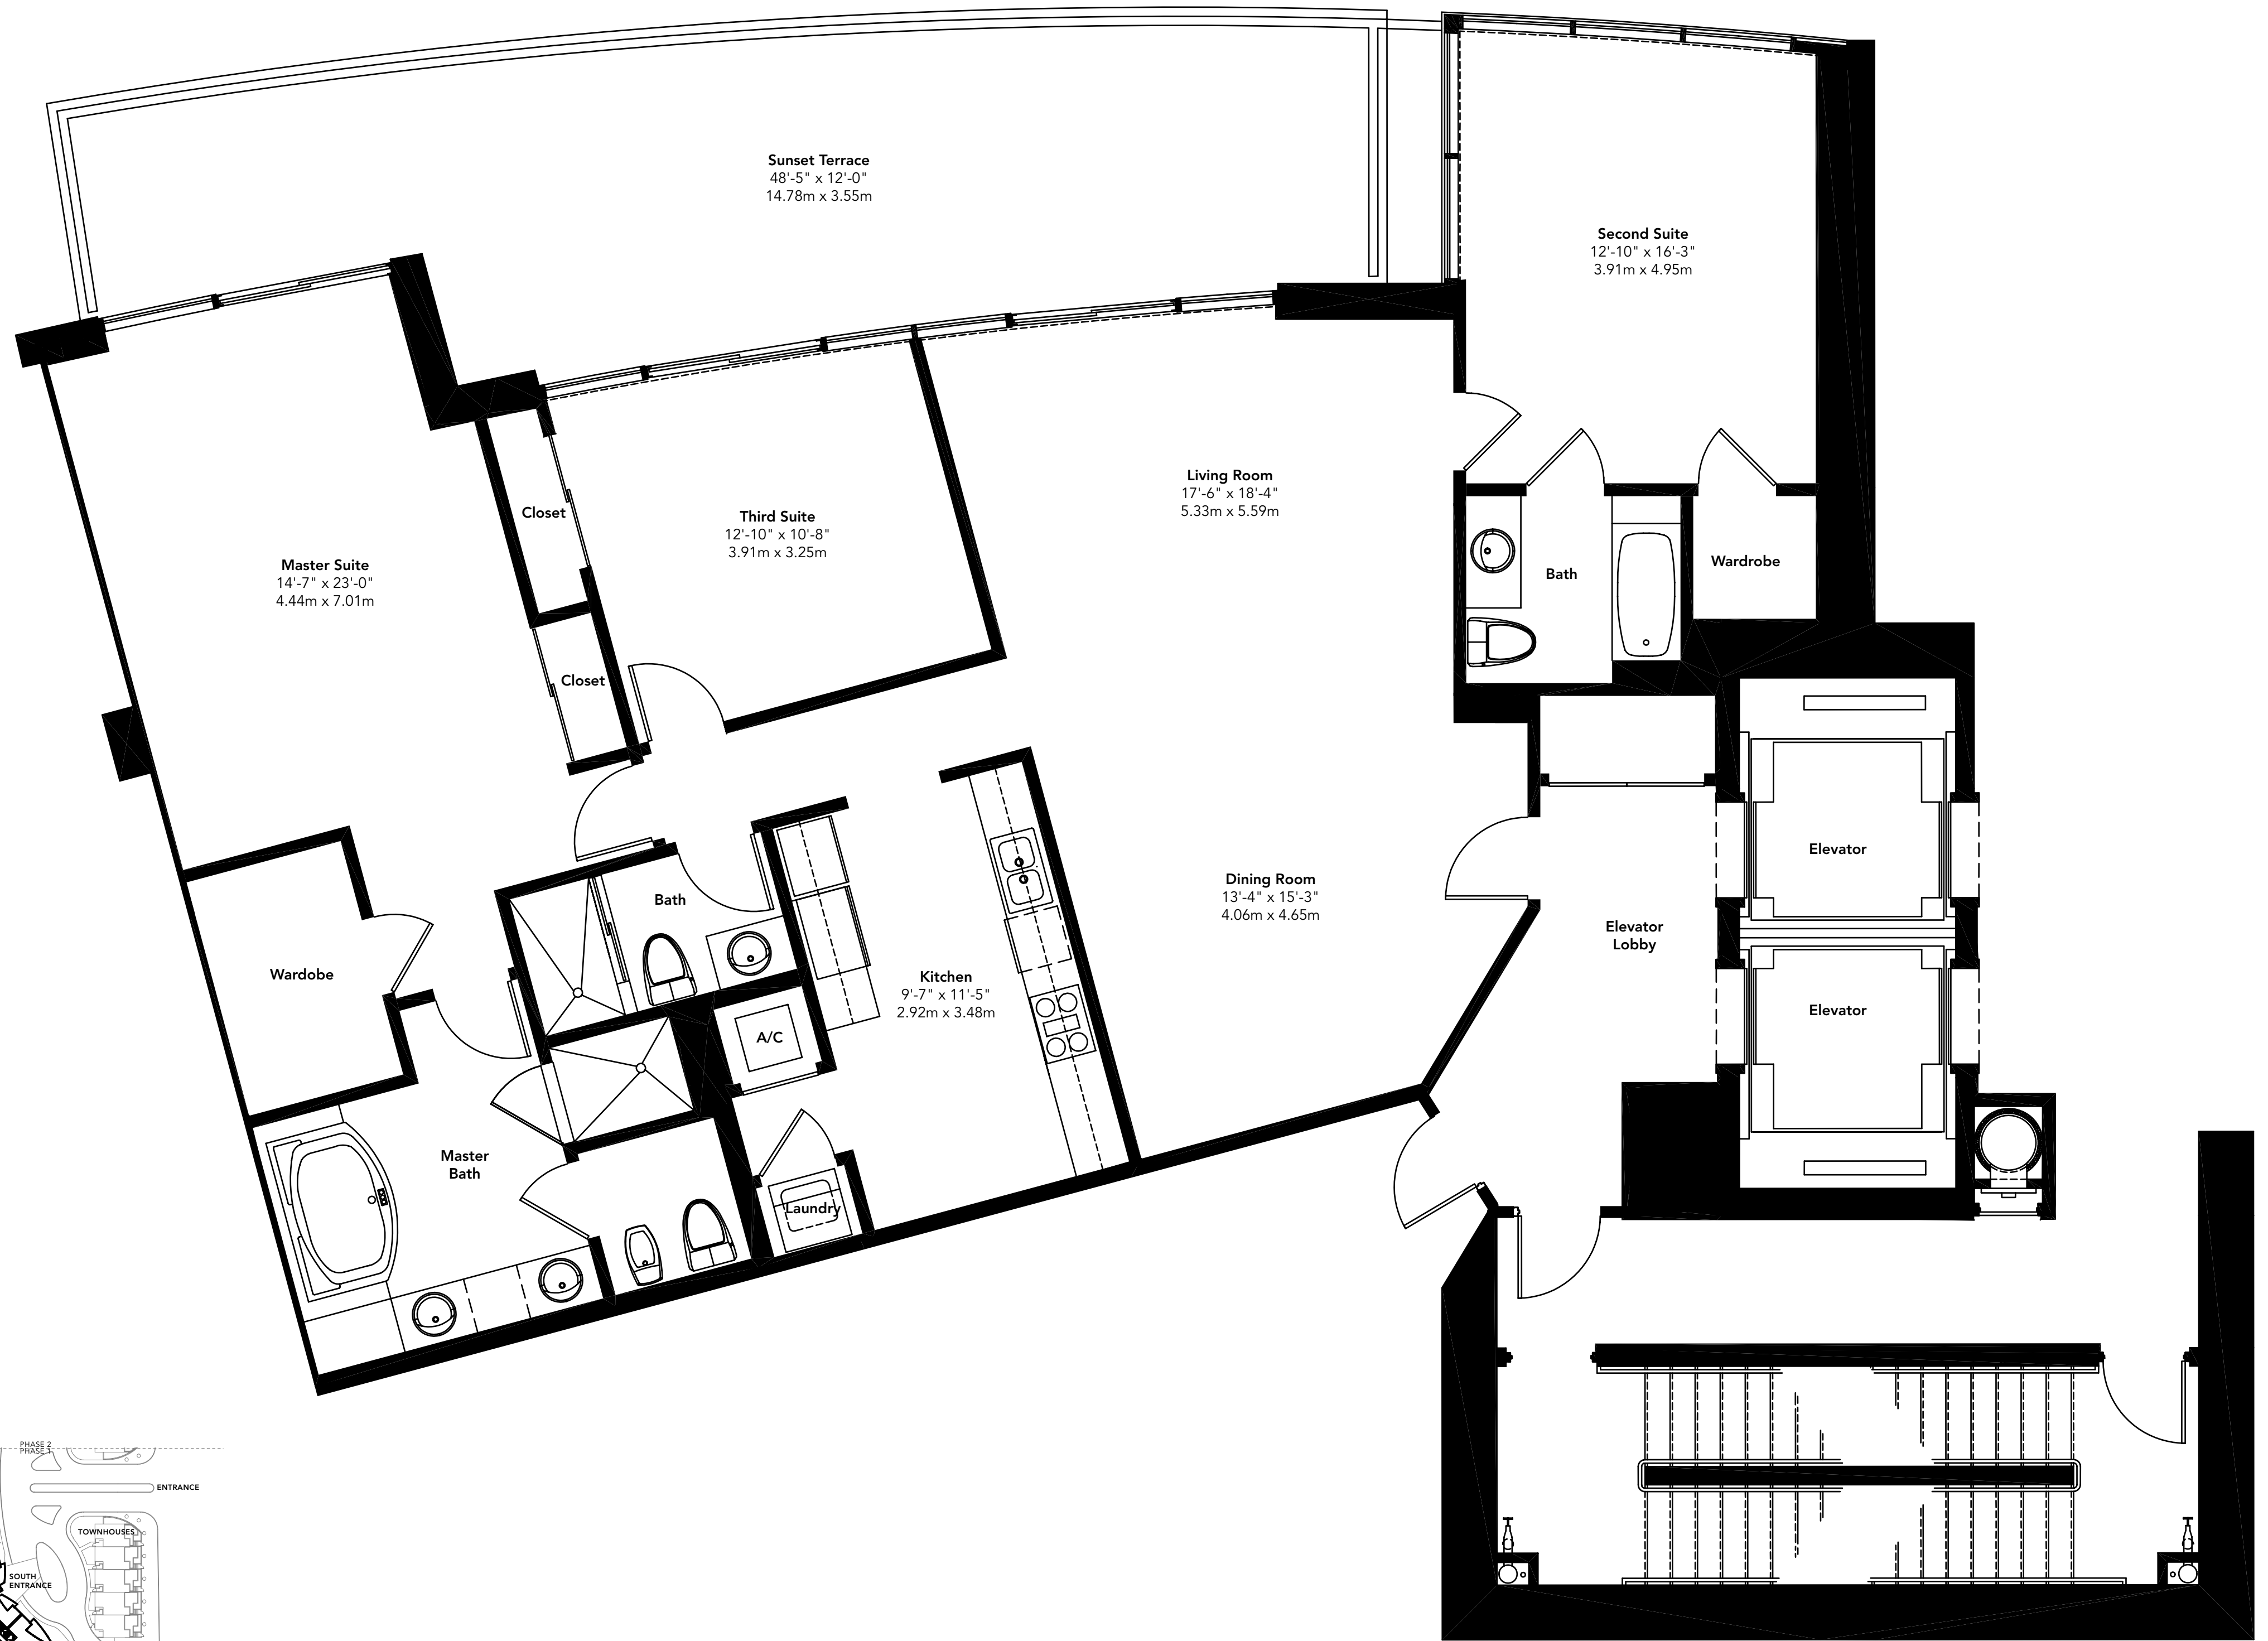 Sunset Terrace
48'-5" x 12'-0"
14.78m x 3.55m
Second Suite
12'-10" x 16'-3"
3.91m x 4.95m
Living Room
17'-6" x 18'-4"
5.33m x 5.59m
Closet
Third Suite
12'-10" x 10'-8"
3.91m x 3.25m
Master Suite
14'-7" x 23'-0"
4.44m x 7.01m
Bath
Wardrobe
Closet
Elevator
Dining Room
13'-4" x 15'-3"
4.06m x 4.65m
Bath
Elevator
Lobby
Wardobe
Kitchen
9'-7" x 11'-5"
2.92m x 3.48m
Elevator
A/C
Master
Bath
Laundry
PHASE 2
PHASE 1
ENTRANCE
TOWNHOUSES
SOUTH
ENTRANCE